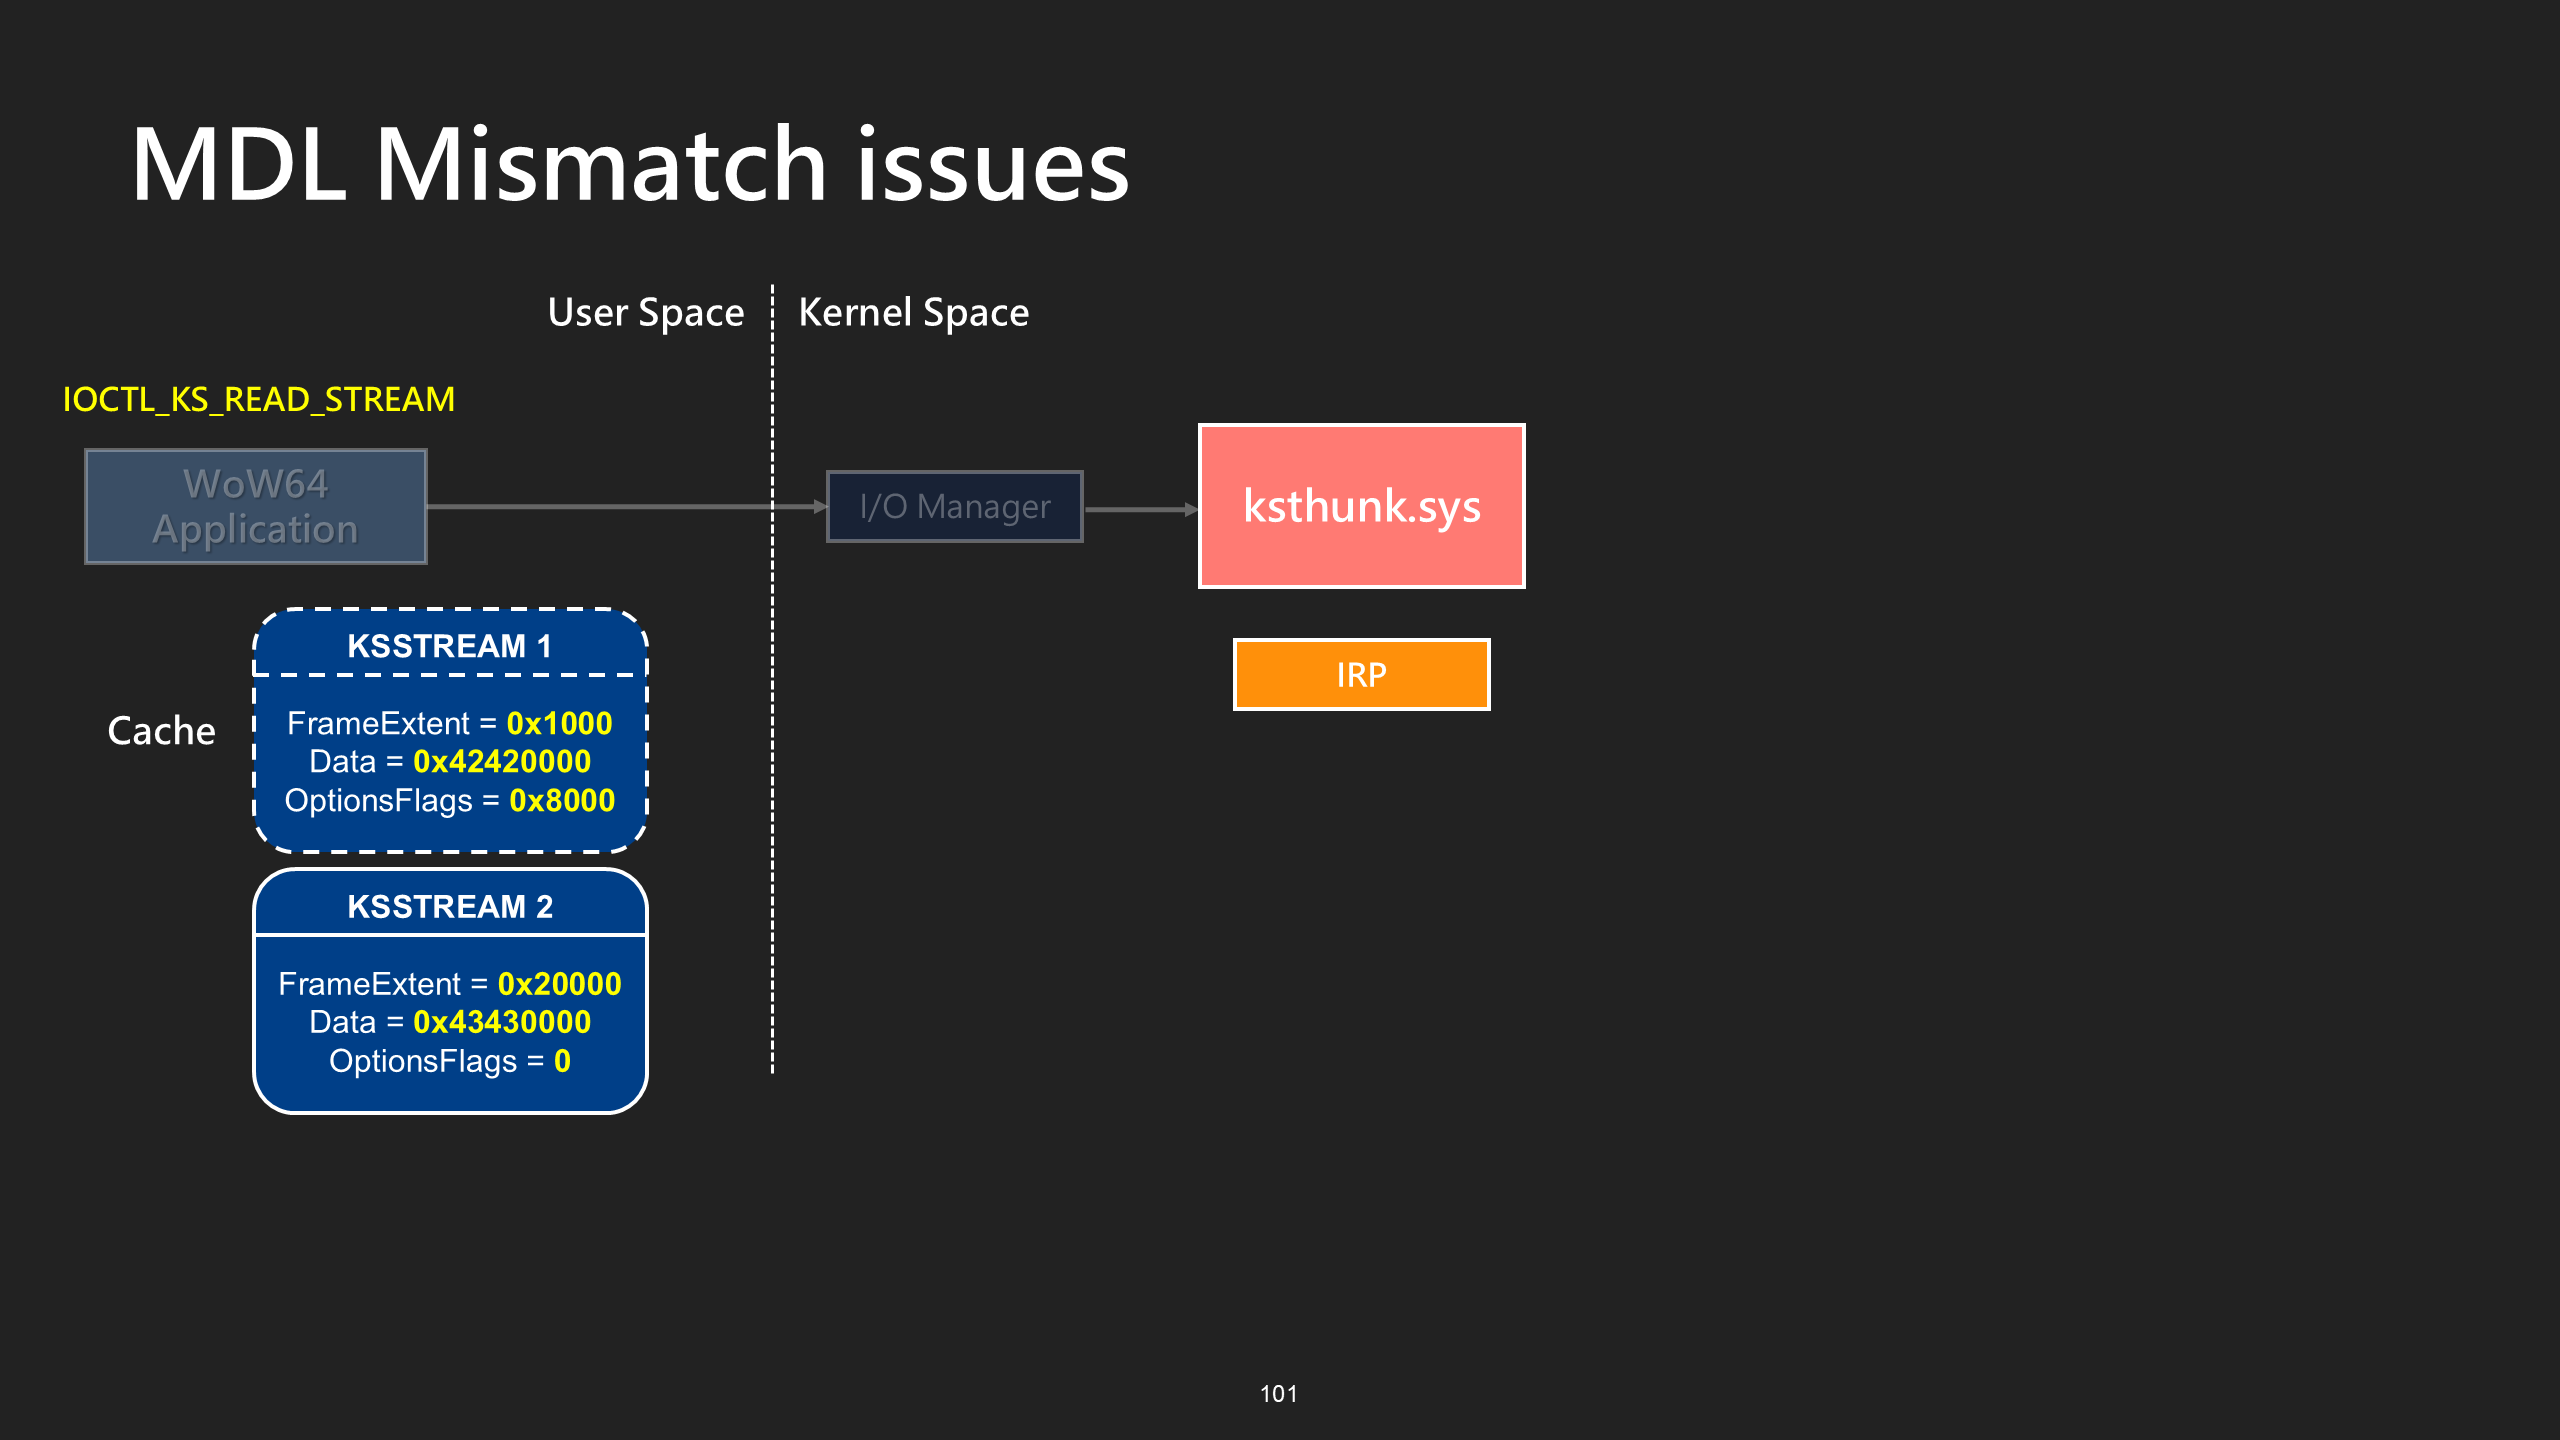 MDL Mismatch issues
User Space
Kernel Space
IOCTL_KS_READ_STREAM
WoW64
Application
I/O Manager
ksthunk.sys
IRP
Cache
KSSTREAM 1
FrameExtent = 0x1000
Data = 0x42420000
OptionsFlags = 0x8000
KSSTREAM 2
FrameExtent = 0x20000
Data = 0x43430000
OptionsFlags = 0
101